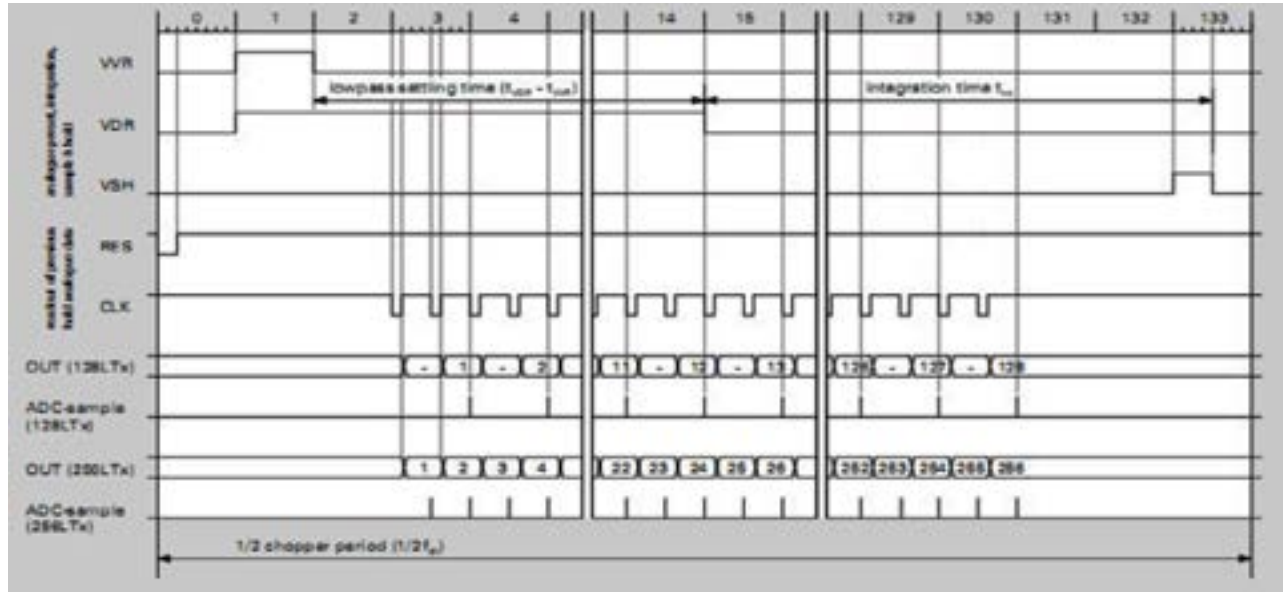 0 1 2 3 4 14 15 129 130 131 132 133
VVR
lowpass settling time
integration time
VDR
VSH
RES
CLK
OUT (128LTx) - 1 - 2 11 - 12 - 13 126 - 127 - 128
ADC-sample
(128LTx)
OUT (256LTx) 1 2 3 4 22 23 24 25 26 252 253 254 255 256
ADC-sample
(256LTx)
1/2 chopper period